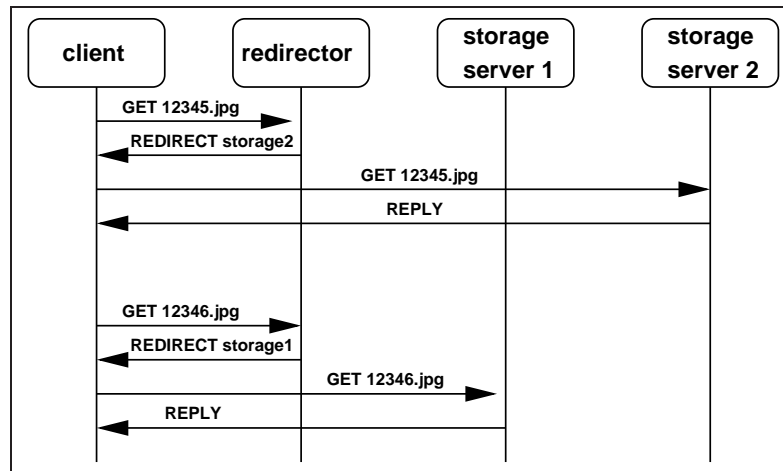 client
redirector
storage
server 1
storage
server 2
GET 12345.jpg
REDIRECT storage2
GET 12345.jpg
REPLY
GET 12346.jpg
REDIRECT storage1
GET 12346.jpg
REPLY